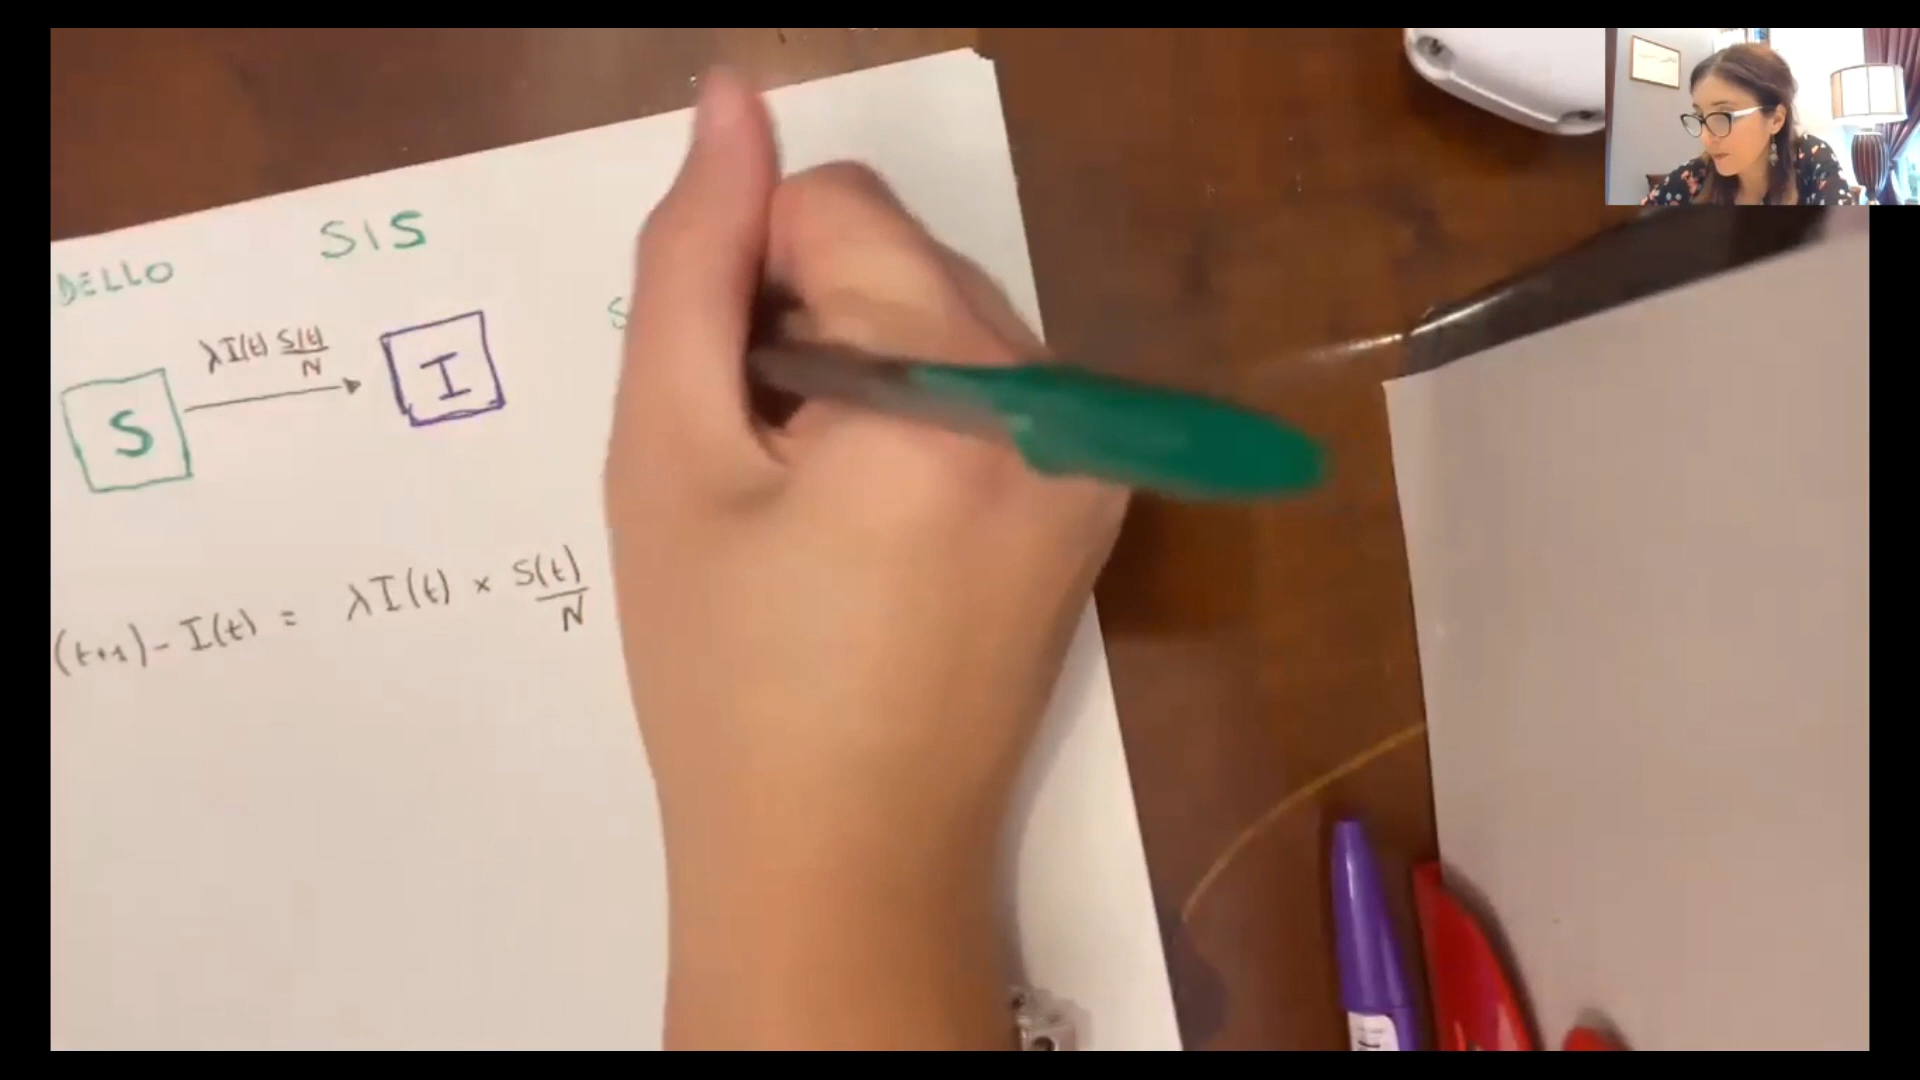 DELLO SIS
S
λI(t) S(t)/N
S
I
(t+1) - I(t) = λI(t) × S(t)/N